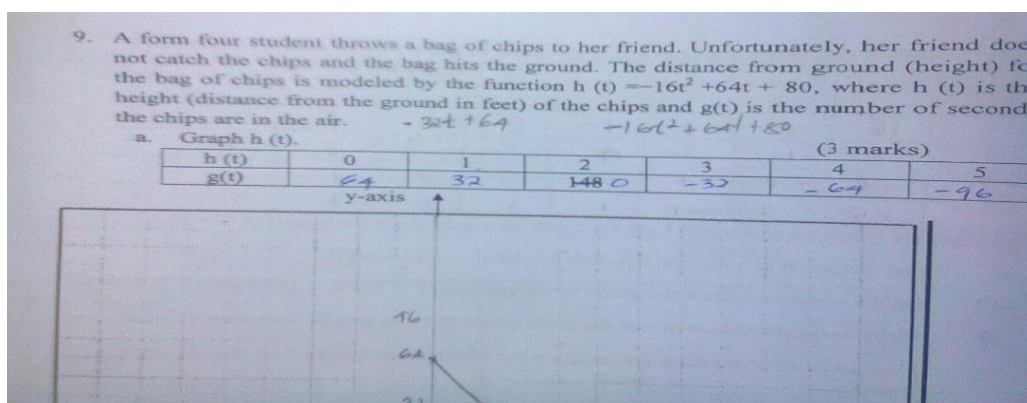 9. A form four student throws a bag of chips to her friend. Unfortunately, her friend doe
not catch the chips and the bag hits the ground. The distance from ground (height) fo
the bag of chips is modeled by the function h (t) =-16t² +64t + 80, where h (t) is th
height (distance from the ground in feet) of the chips and g(t) is the number of second
the chips are in the air. - 32t +64 -16t²+64t+80
a. Graph h (t). (3 marks)
h (t) 0 1 2 3 4 5
g(t) 64 32 148 0 -32 -64 -96
y-axis
64